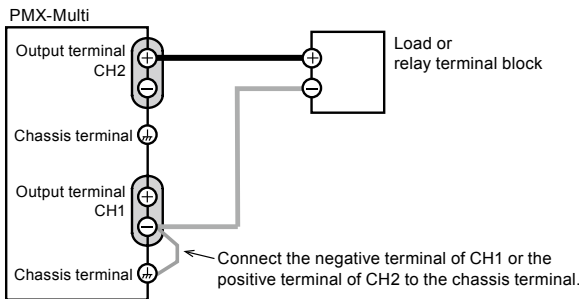 PMX-Multi
Output terminal
CH2
+
−
Chassis terminal
Output terminal
CH1
+
−
Chassis terminal
Load or
relay terminal block
+
−
Connect the negative terminal of CH1 or the
positive terminal of CH2 to the chassis terminal.